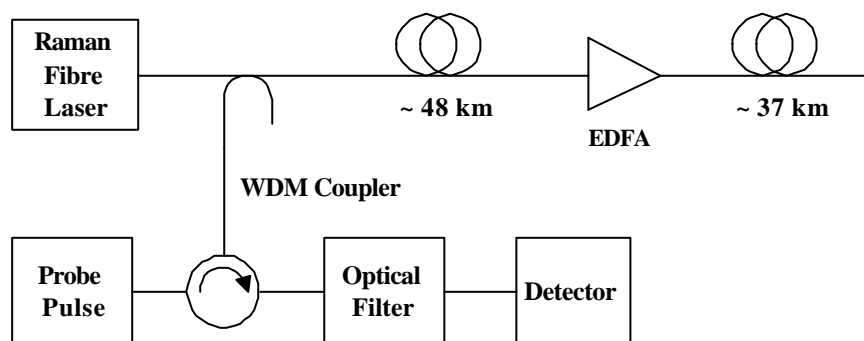 Raman
Fibre
Laser
~ 48 km
EDFA
~ 37 km
WDM Coupler
Probe
Pulse
Optical
Filter
Detector